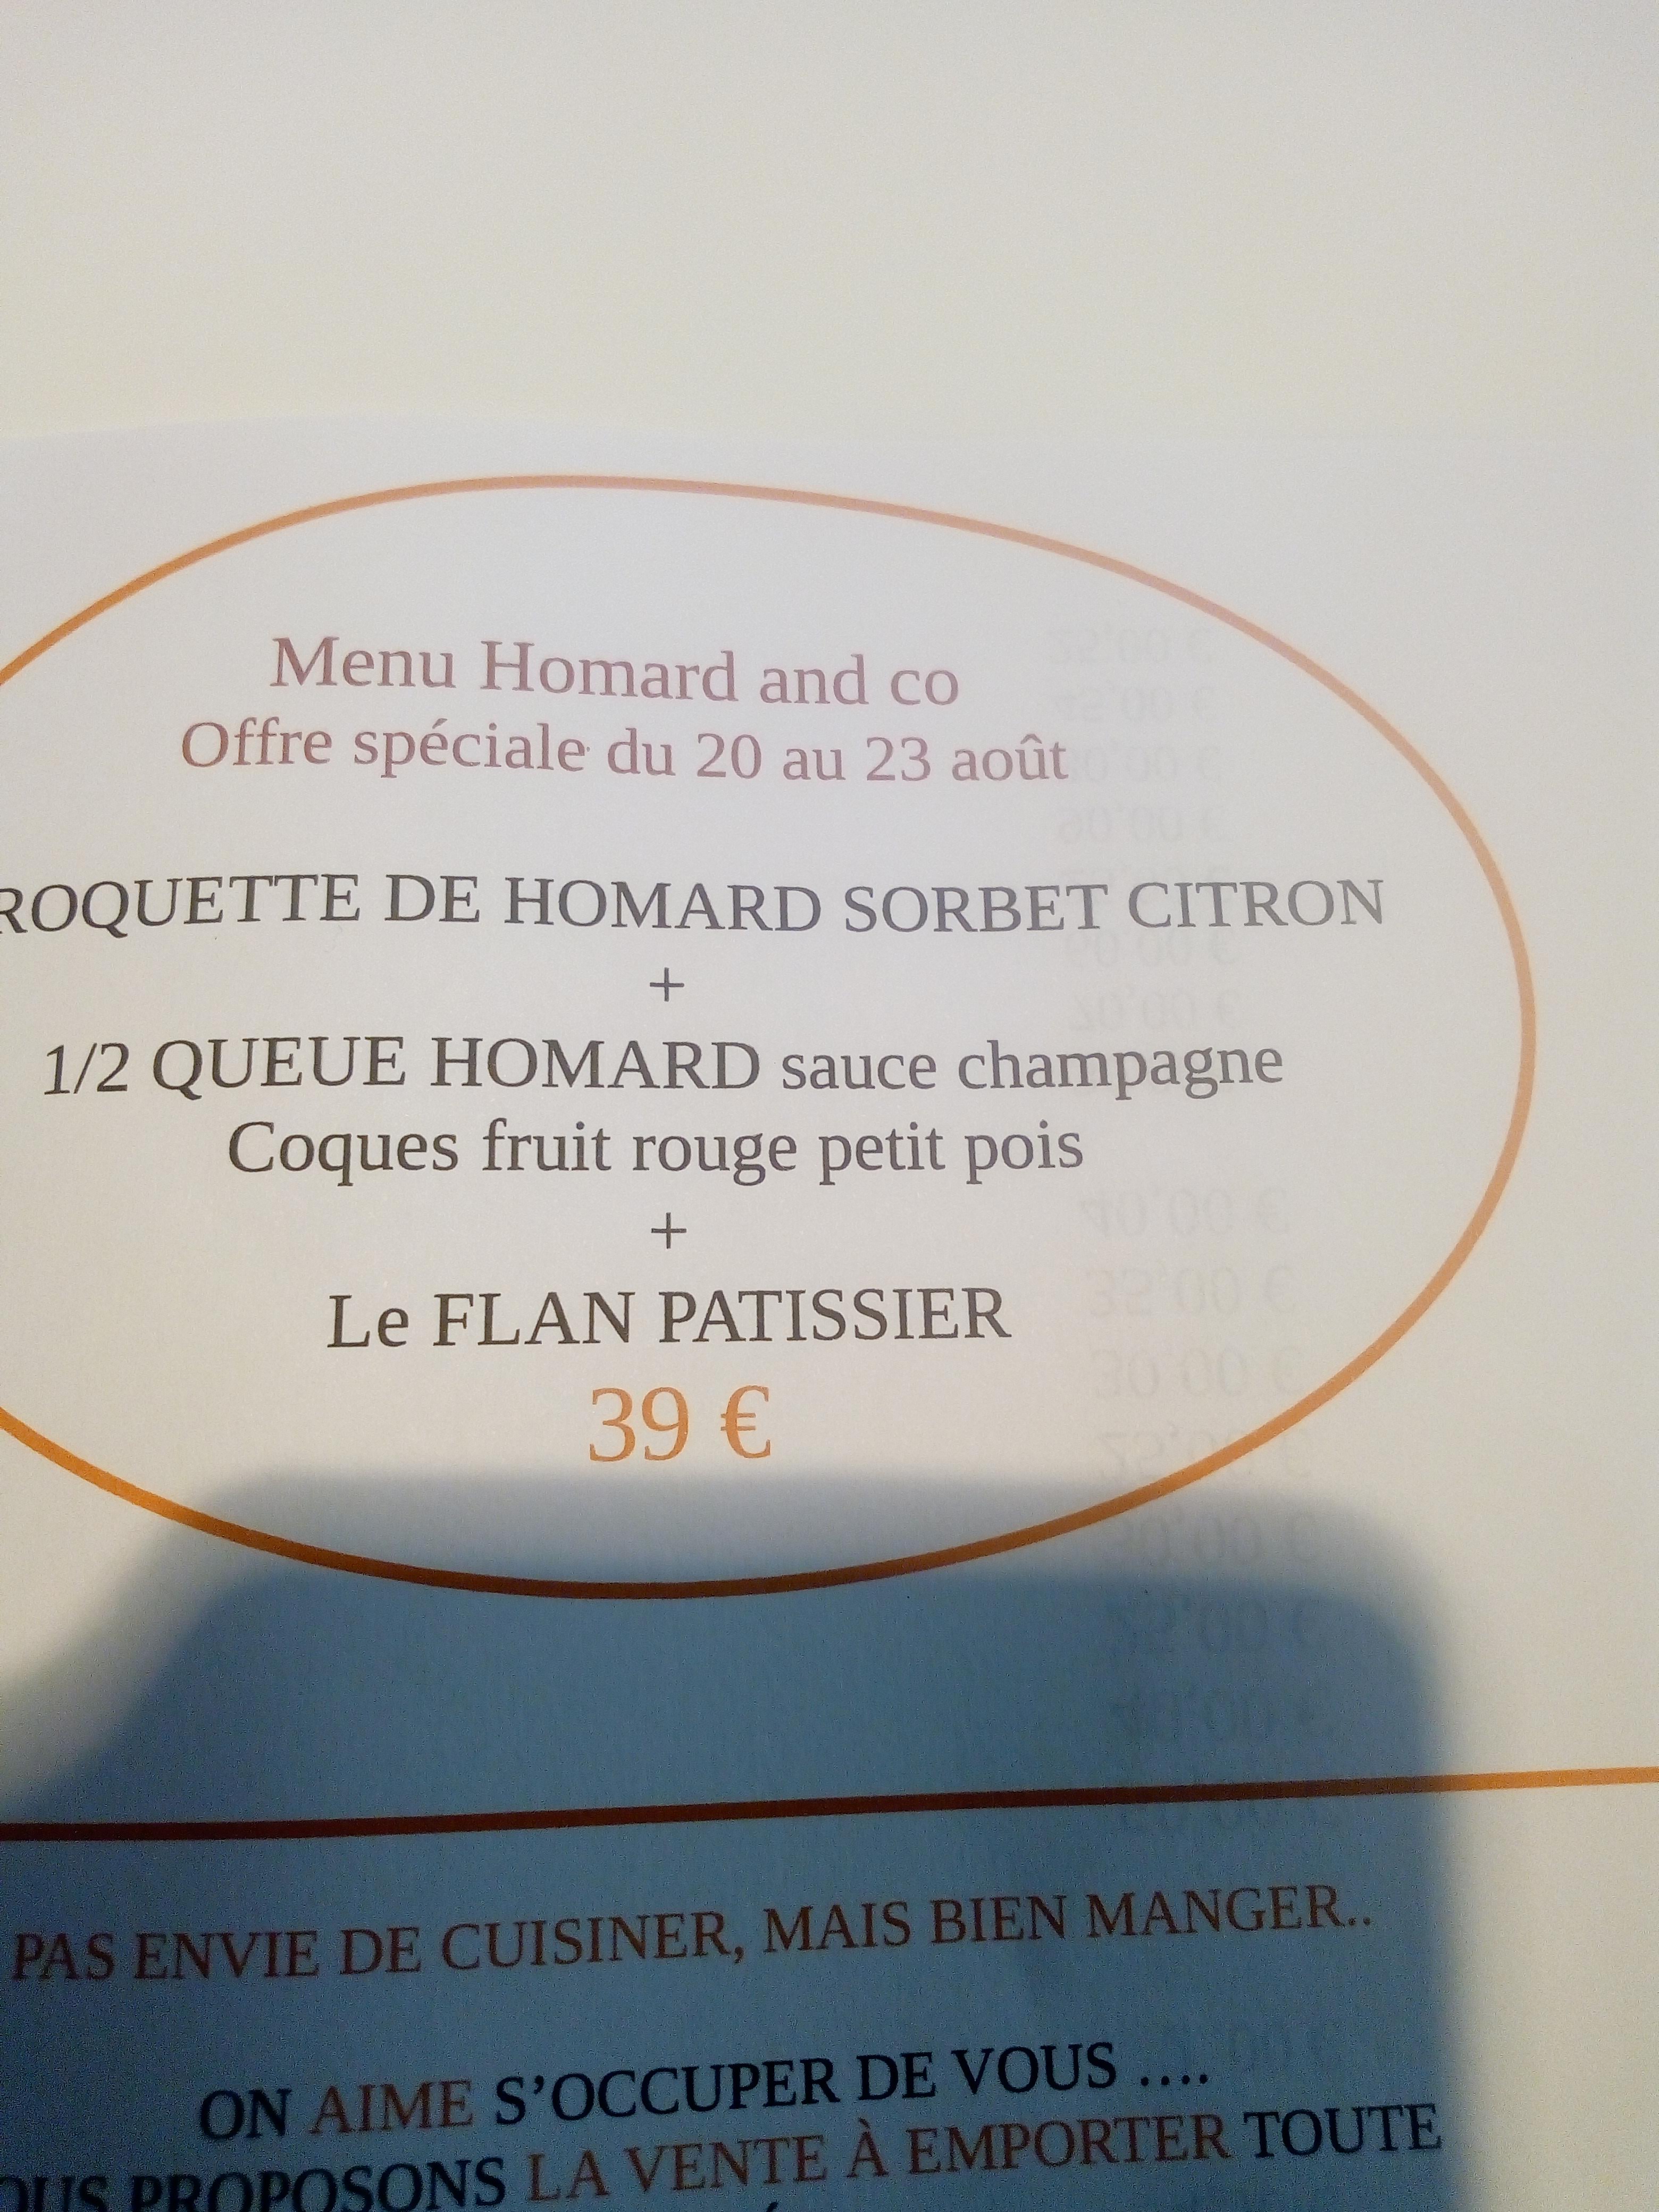 Menu Homard and co
Offre spéciale du 20 au 23 août
ROQUETTE DE HOMARD SORBET CITRON
+
1/2 QUEUE HOMARD sauce champagne
Coques fruit rouge petit pois
+
Le FLAN PATISSIER
39 €
PAS ENVIE DE CUISINER, MAIS BIEN MANGER..
ON AIME S’OCCUPER DE VOUS ....
OUS PROPOSONS LA VENTE À EMPORTER TOUTE